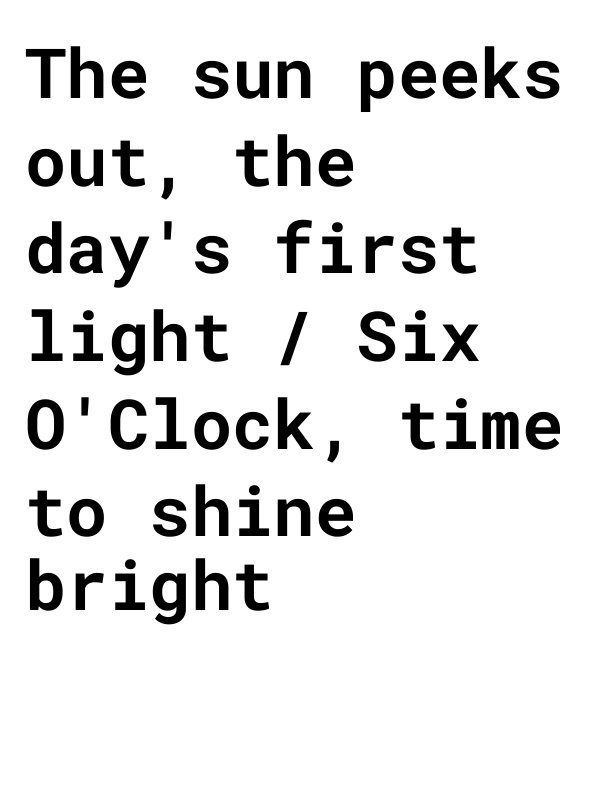 The sun peeks
out, the
day's first
light / Six
O'Clock, time
to shine
bright